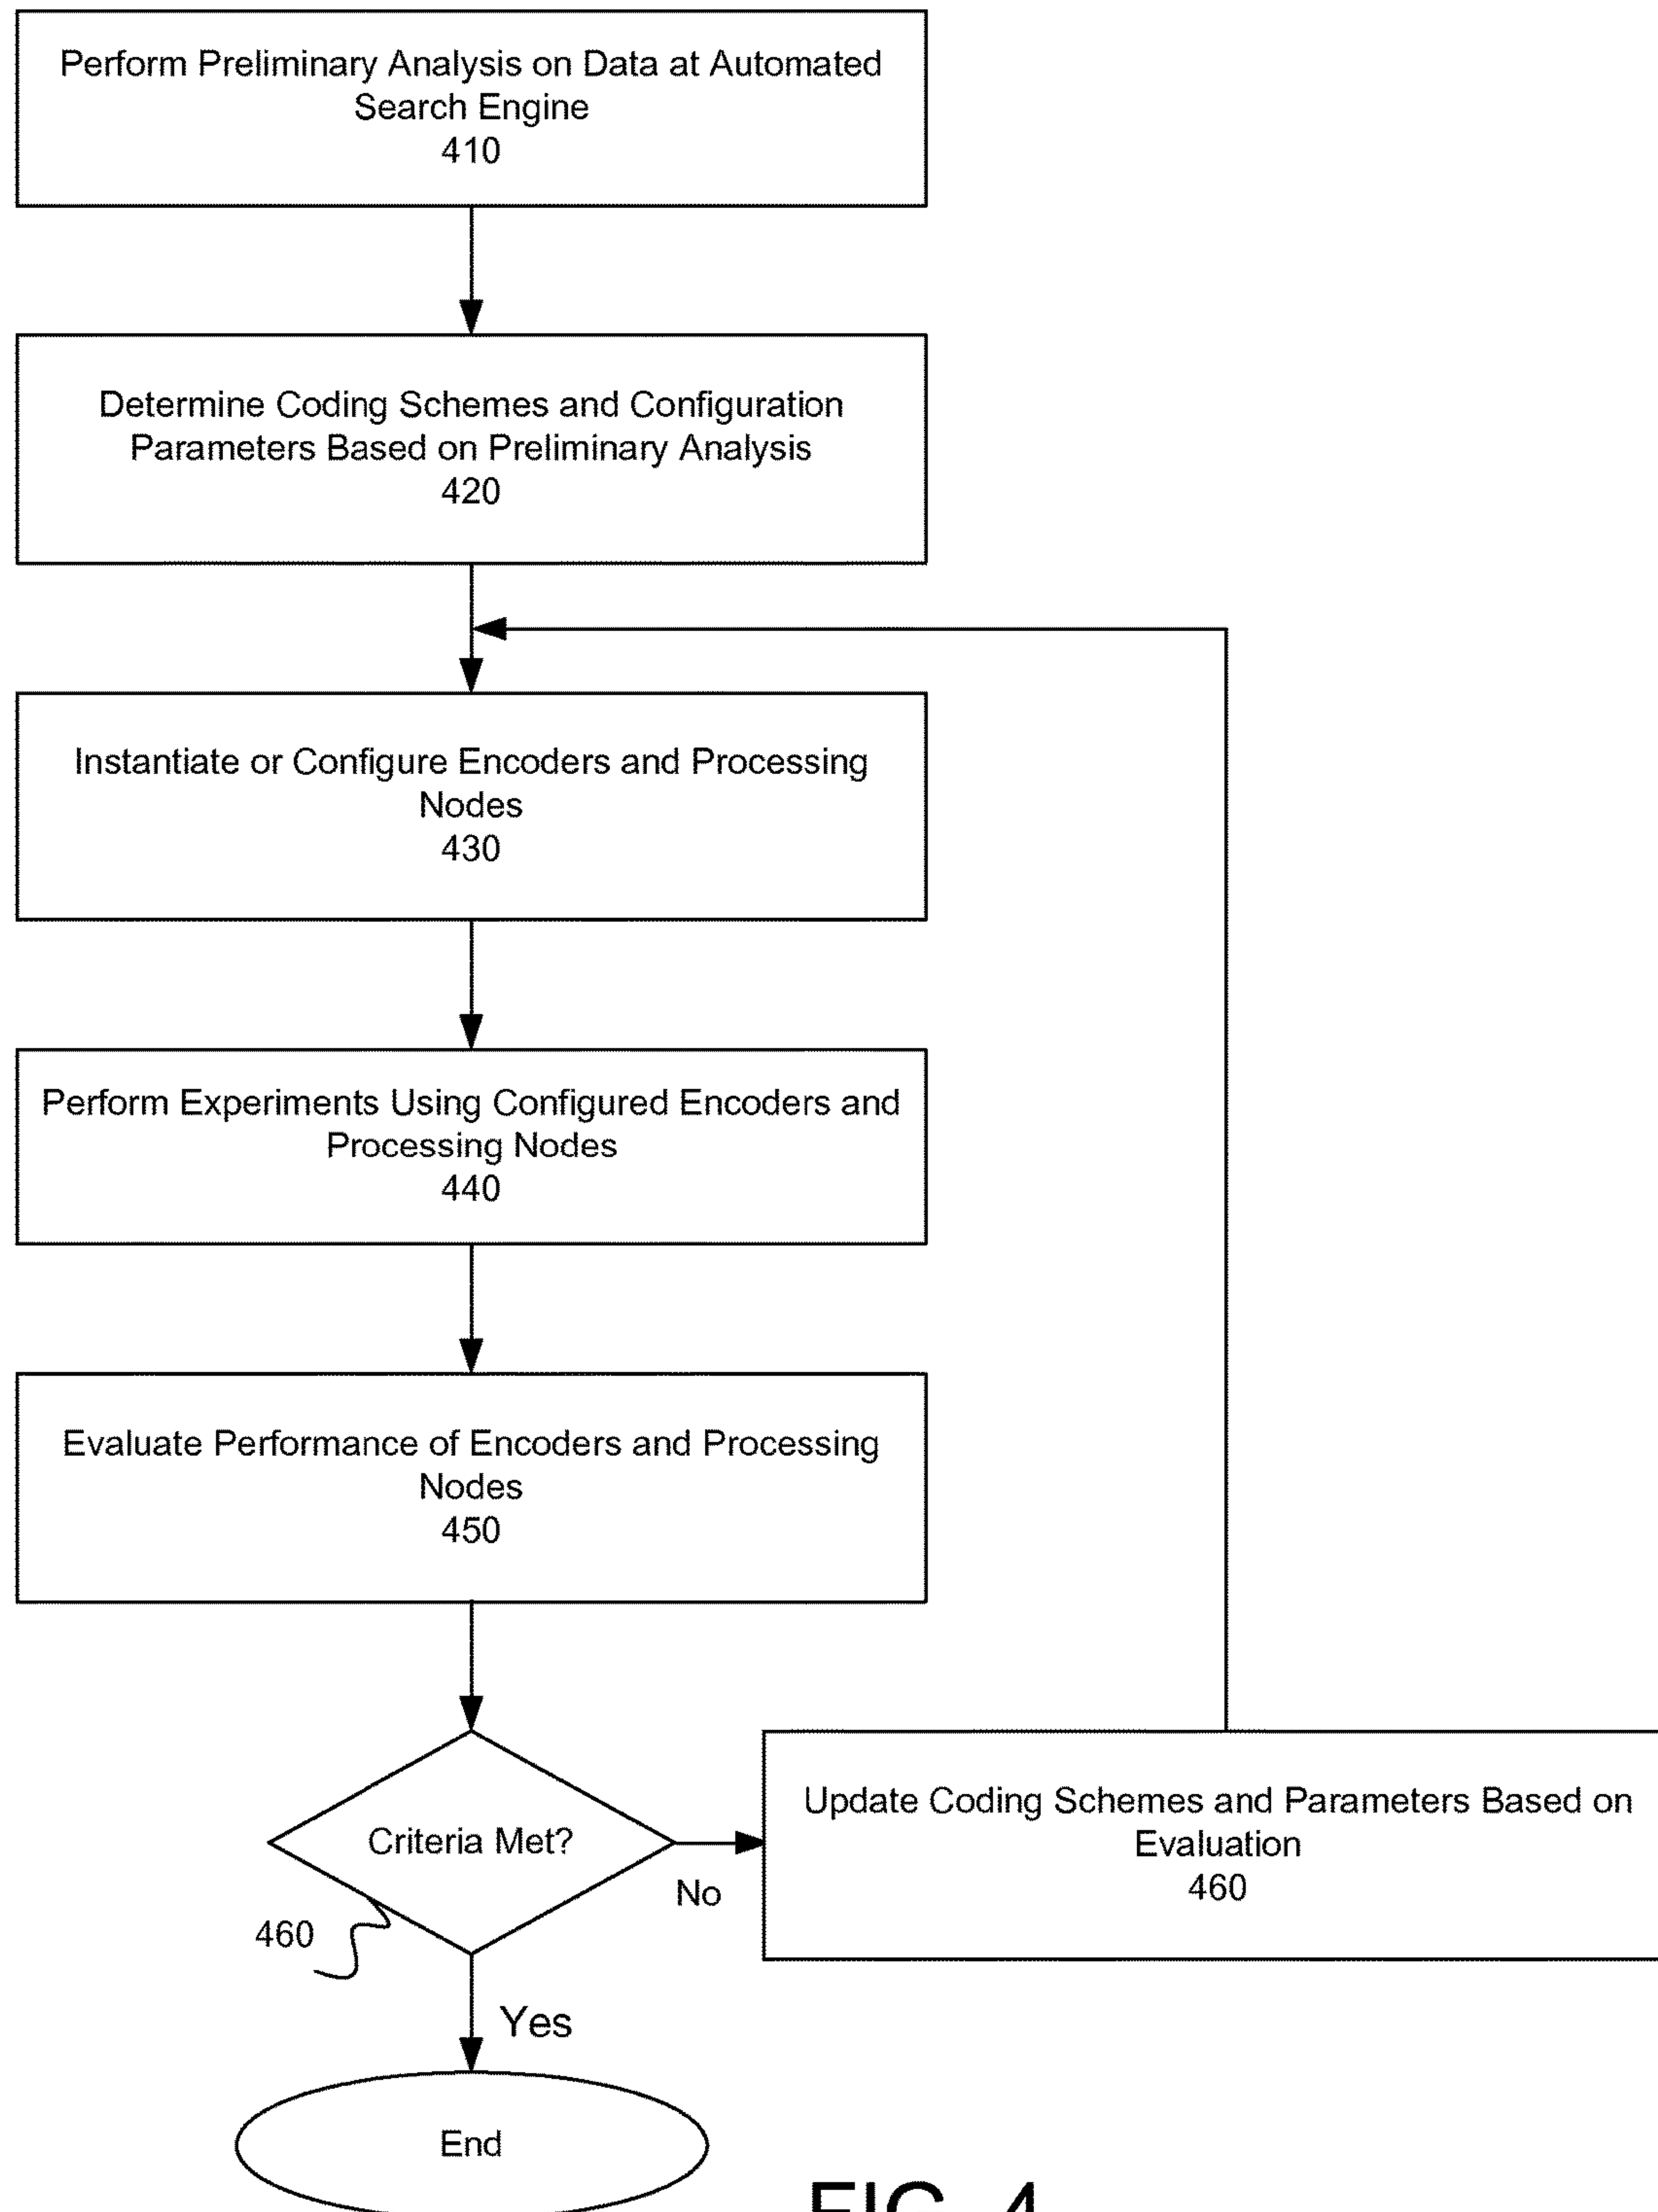 Perform Preliminary Analysis on Data at Automated
Search Engine
410
Determine Coding Schemes and Configuration
Parameters Based on Preliminary Analysis
420
Instantiate or Configure Encoders and Processing
Nodes
430
Perform Experiments Using Configured Encoders and
Processing Nodes
440
Evaluate Performance of Encoders and Processing
Nodes
450
Criteria Met?
460
No
Update Coding Schemes and Parameters Based on
Evaluation
460
Yes
End
FIG. 4